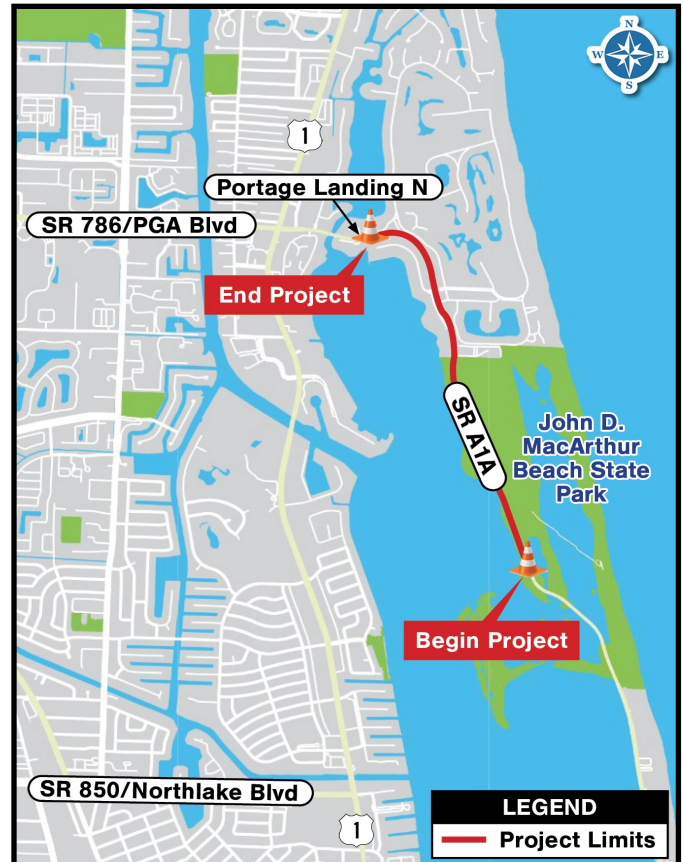 N
W E
S
1
Portage Landing N
SR 786/PGA Blvd
End Project
SR A1A
John D.
MacArthur
Beach State
Park
Begin Project
SR 850/Northlake Blvd
1
LEGEND
Project Limits